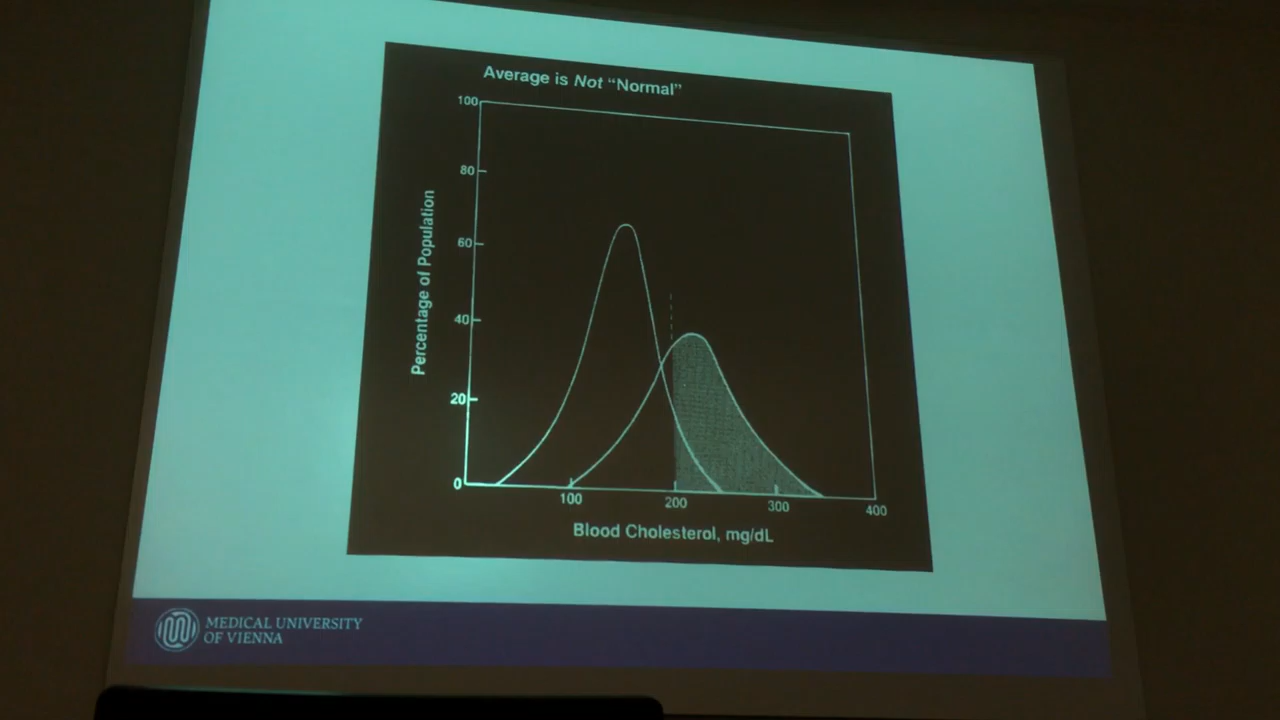 Average is Not “Normal”
100
80
60
40
20
0
Percentage of Population
100
200
300
400
Blood Cholesterol, mg/dL
MEDICAL UNIVERSITY
OF VIENNA